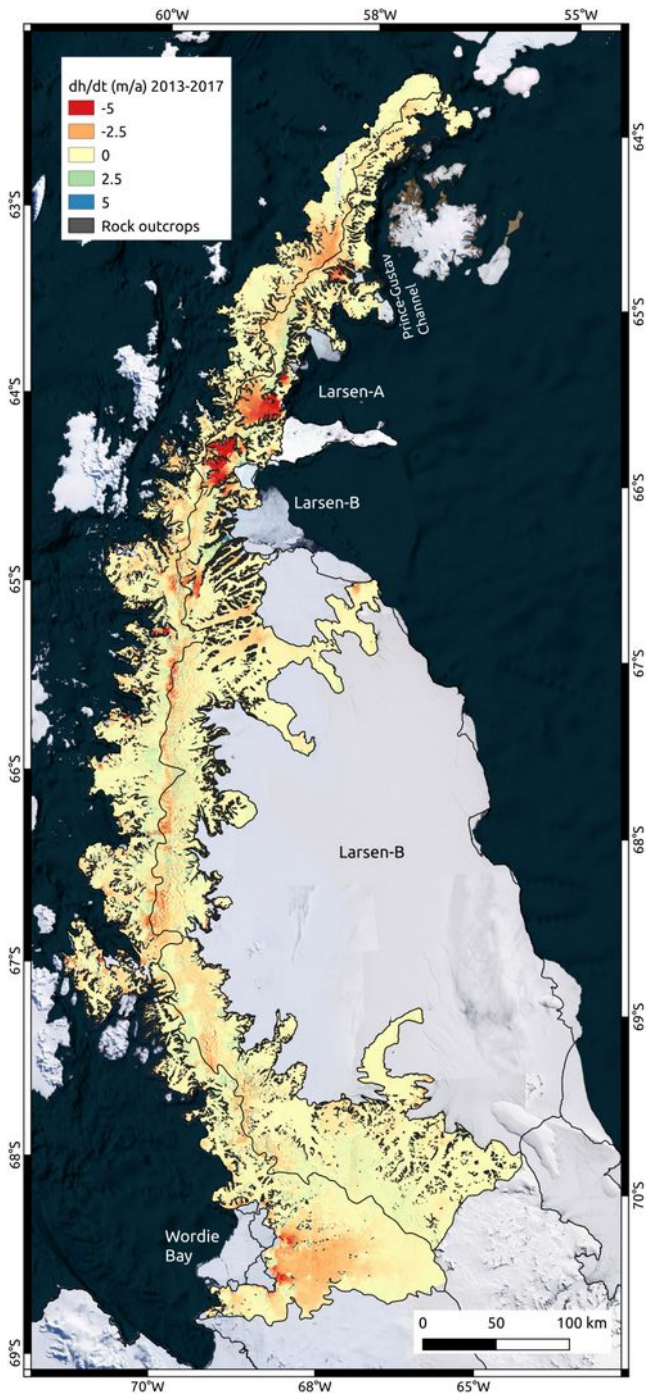 60°W 58°W 55°W
dh/dt (m/a) 2013-2017
-5
-2.5
0
2.5
5
Rock outcrops
64°S
63°S
Prince-Gustav
Channel
65°S
Larsen-A
64°S
66°S
Larsen-B
65°S
67°S
66°S
68°S
Larsen-B
67°S
69°S
68°S
70°S
Wordie
Bay
0 50 100 km
69°S
70°W 68°W 65°W